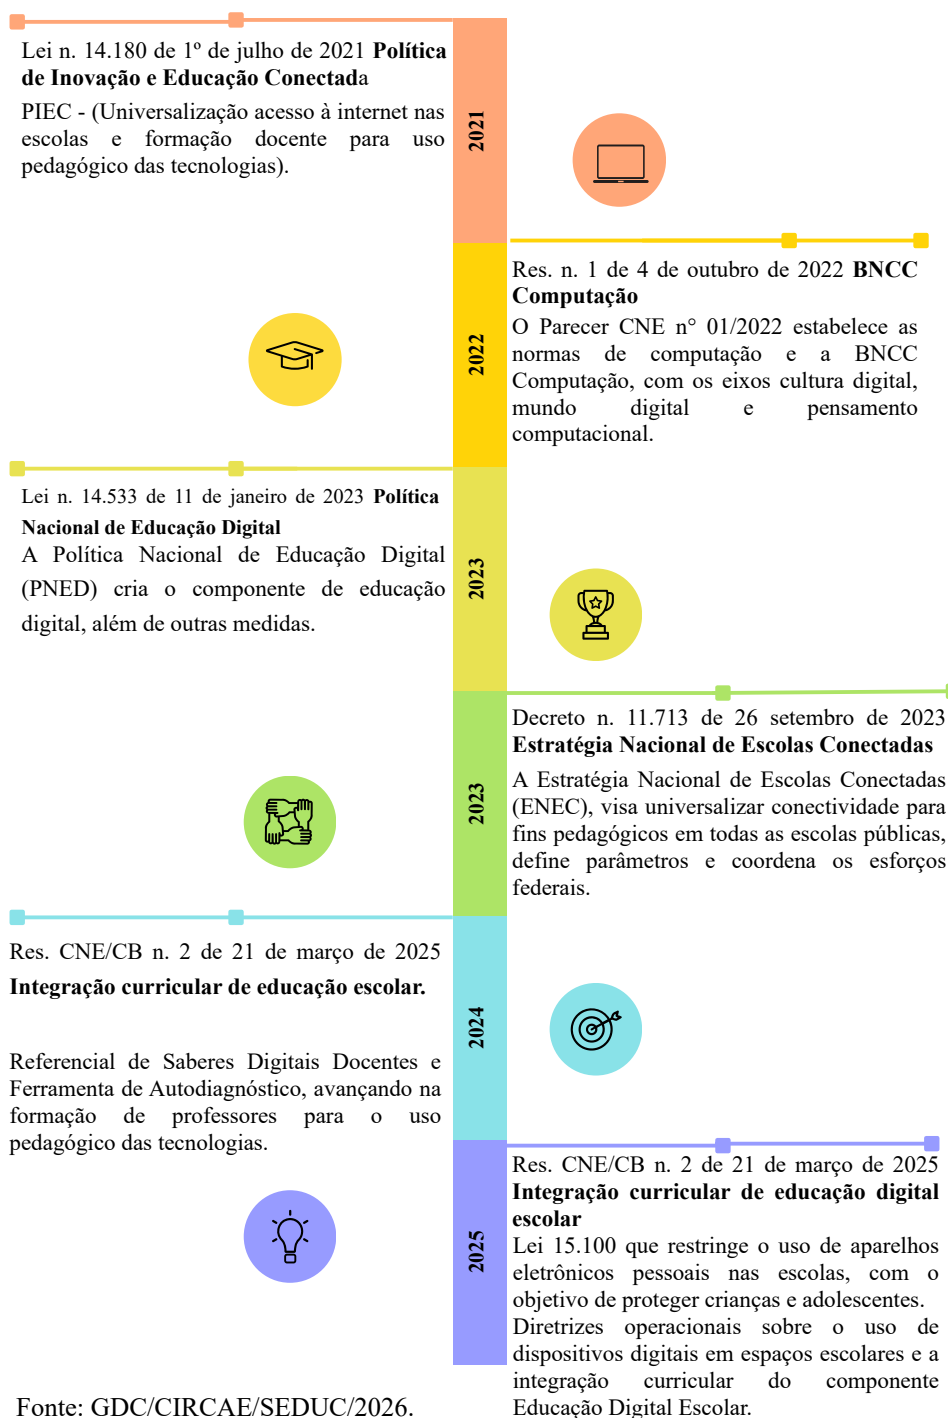 Lei n. 14.180 de 1º de julho de 2021 Política
de Inovação e Educação Conectada
PIEC - (Universalização acesso à internet nas
escolas e formação docente para uso
pedagógico das tecnologias).
2021
Res. n. 1 de 4 de outubro de 2022 BNCC
Computação
O Parecer CNE n° 01/2022 estabelece as
normas de computação e a BNCC
Computação, com os eixos cultura digital,
mundo digital e pensamento
computacional.
2022
Lei n. 14.533 de 11 de janeiro de 2023 Política
Nacional de Educação Digital
A Política Nacional de Educação Digital
(PNED) cria o componente de educação
digital, além de outras medidas.
2023
Decreto n. 11.713 de 26 setembro de 2023
Estratégia Nacional de Escolas Conectadas
A Estratégia Nacional de Escolas Conectadas
(ENEC), visa universalizar conectividade para
fins pedagógicos em todas as escolas públicas,
define parâmetros e coordena os esforços
federais.
2023
Res. CNE/CB n. 2 de 21 de março de 2025
Integração curricular de educação escolar.
Referencial de Saberes Digitais Docentes e
Ferramenta de Autodiagnóstico, avançando na
formação de professores para o uso
pedagógico das tecnologias.
2024
Res. CNE/CB n. 2 de 21 de março de 2025
Integração curricular de educação digital
escolar
Lei 15.100 que restringe o uso de aparelhos
eletrônicos pessoais nas escolas, com o
objetivo de proteger crianças e adolescentes.
Diretrizes operacionais sobre o uso de
dispositivos digitais em espaços escolares e a
integração curricular do componente
Educação Digital Escolar.
2025
Fonte: GDC/CIRCAE/SEDUC/2026.